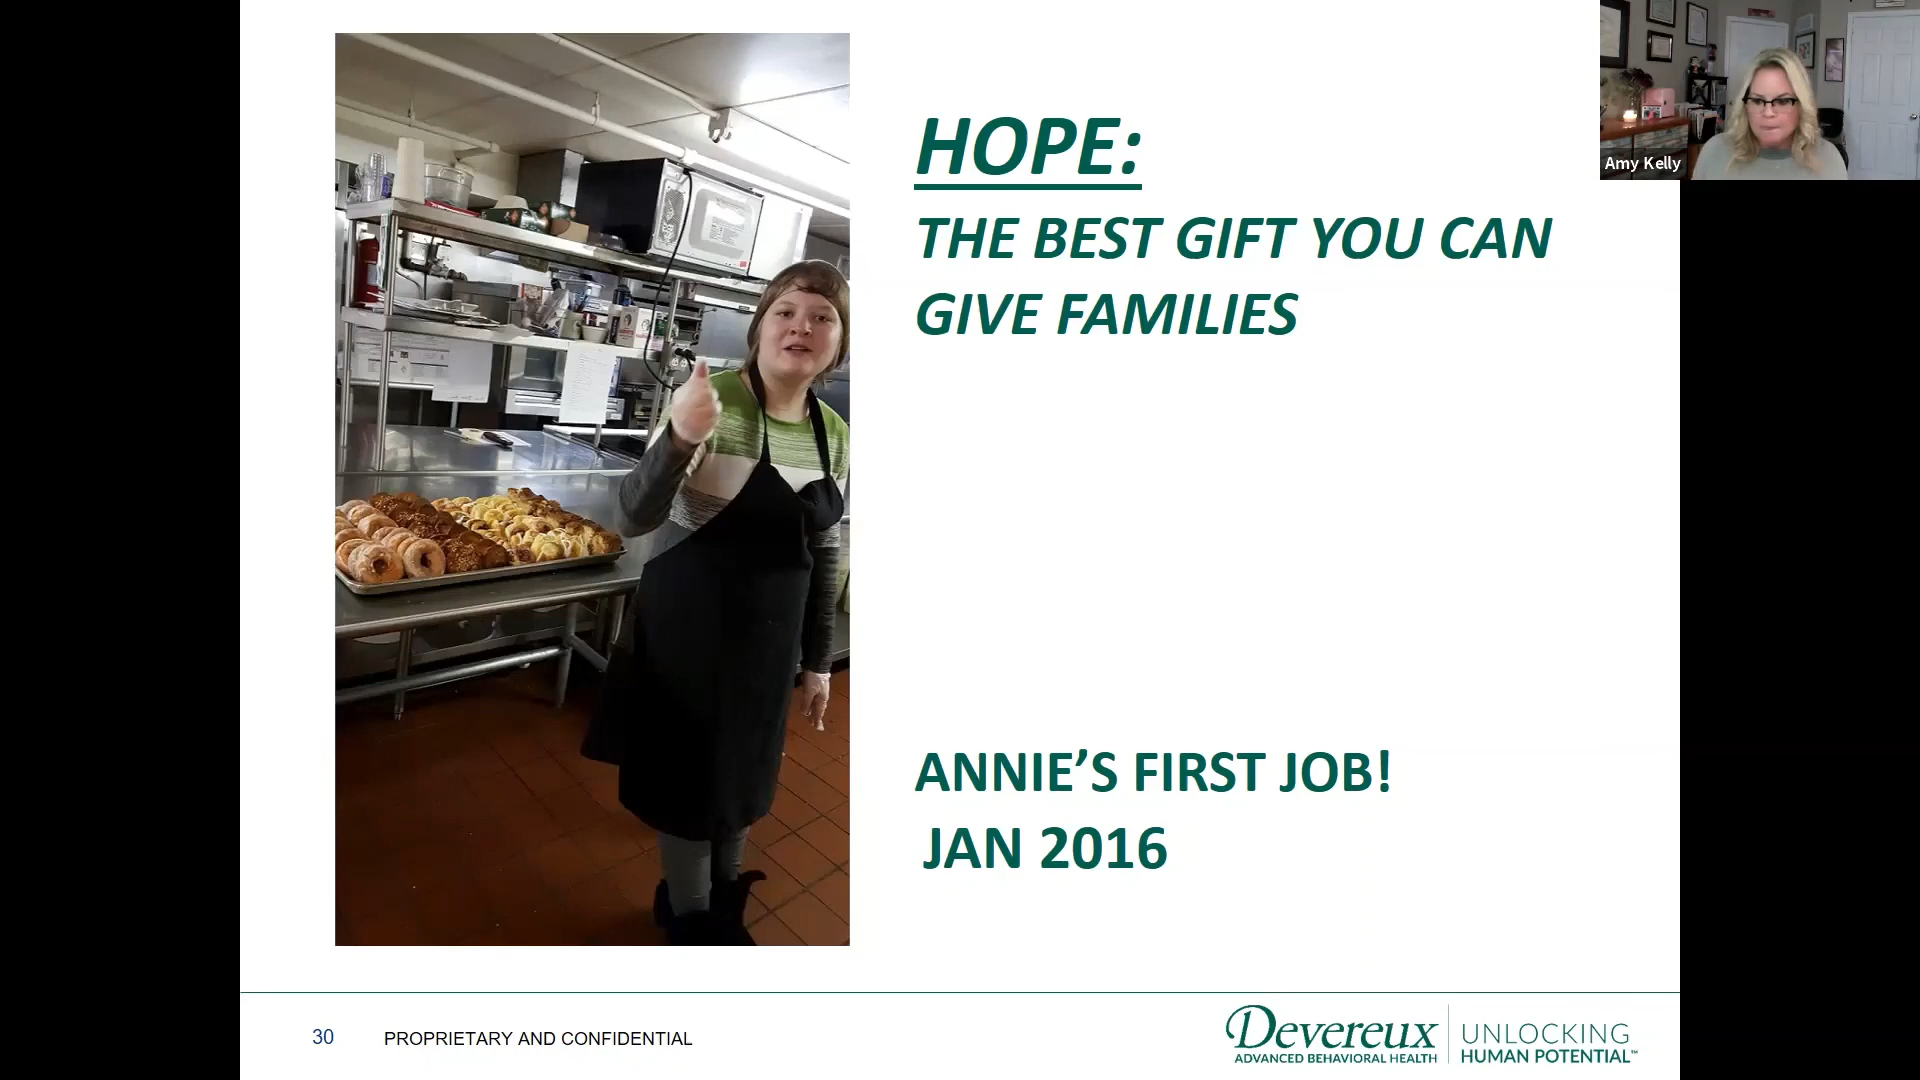 HOPE:
THE BEST GIFT YOU CAN
GIVE FAMILIES
Amy Kelly
ANNIE’S FIRST JOB!
JAN 2016
30 PROPRIETARY AND CONFIDENTIAL
Devereux
ADVANCED BEHAVIORAL HEALTH
UNLOCKING
HUMAN POTENTIAL™